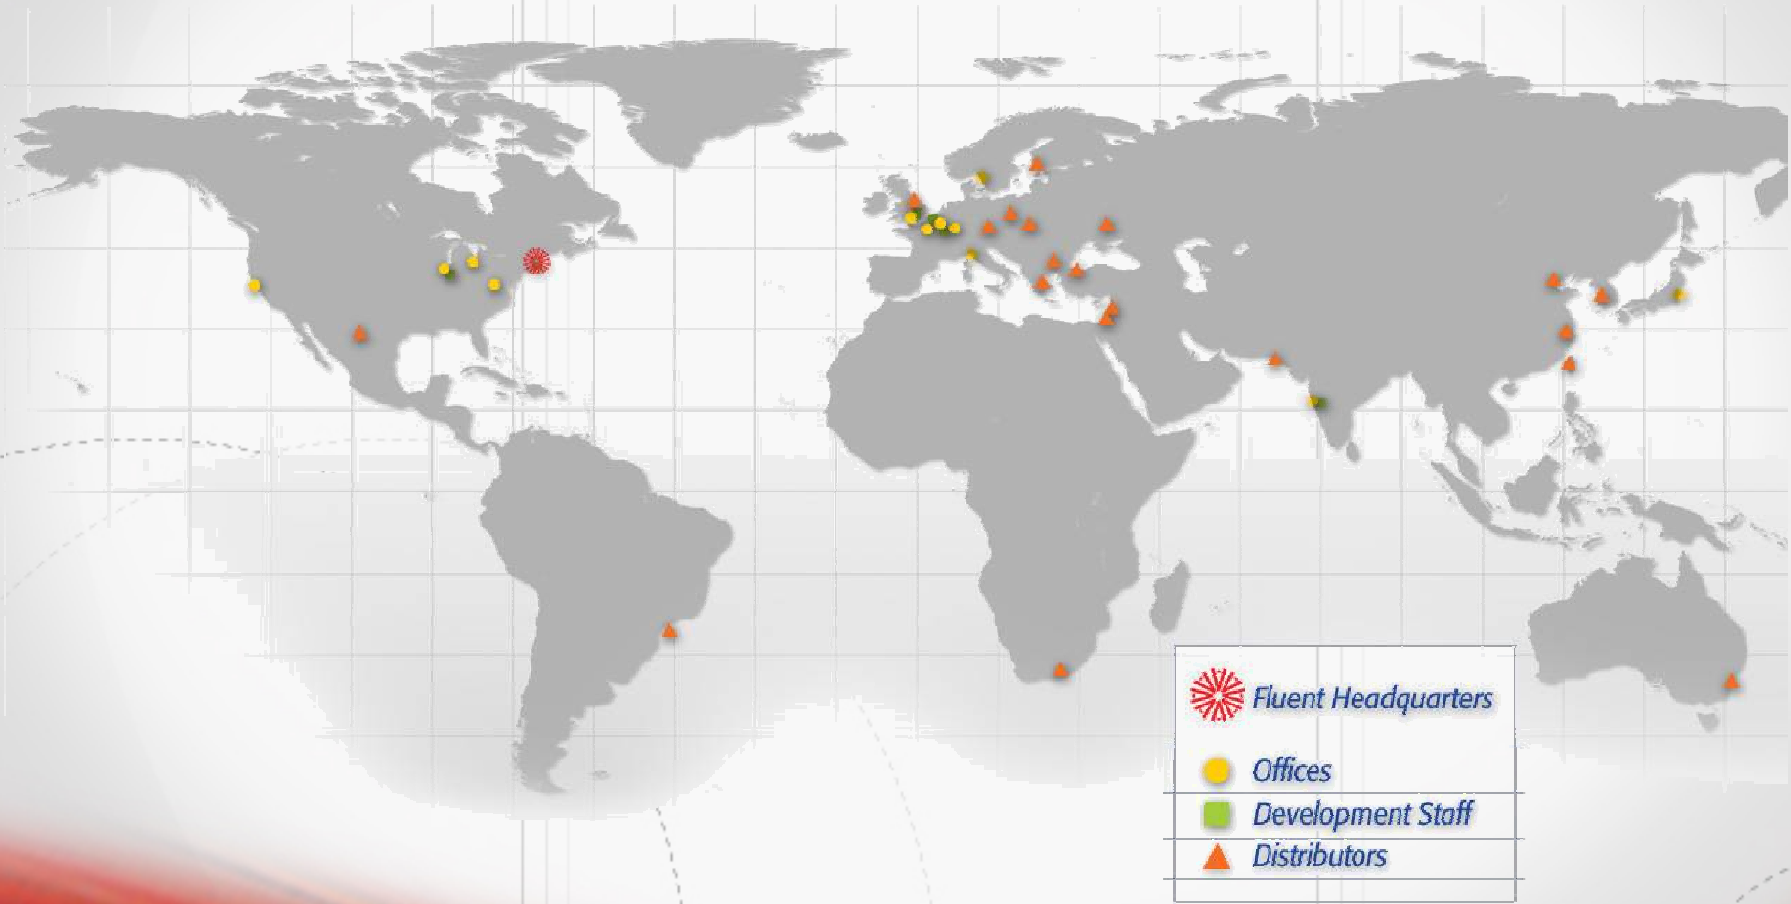 Fluent Headquarters
Offices
Development Staff
Distributors